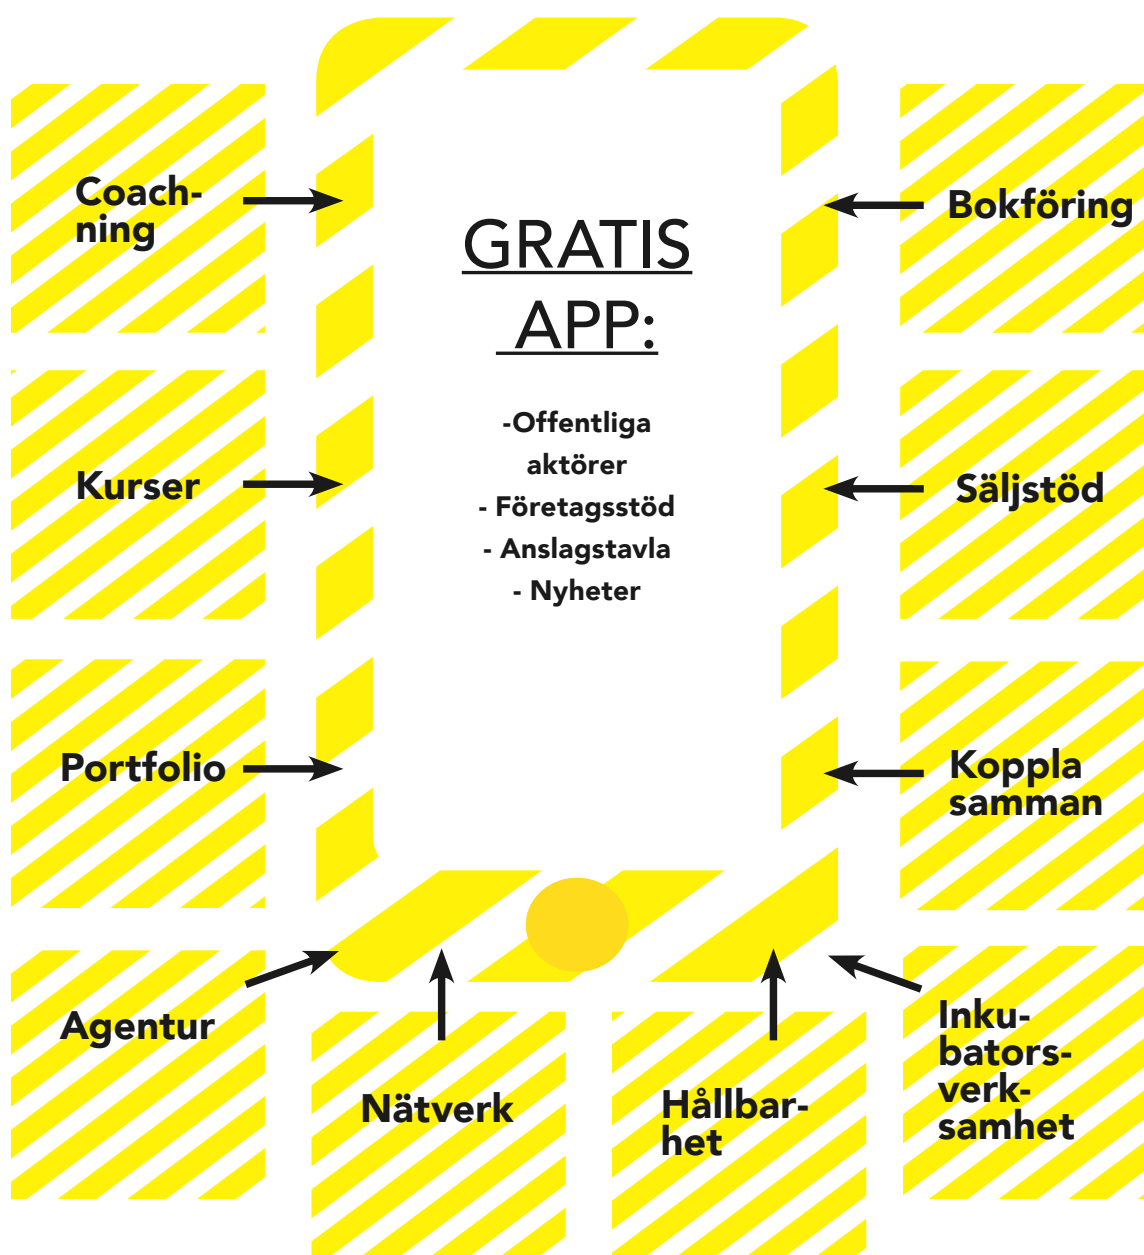 GRATIS
APP:
-Offentliga
aktörer
- Företagsstöd
- Anslagstavla
- Nyheter
Coach-
ning
Kurser
Portfolio
Agentur
Nätverk
Hållbar-
het
Inku-
bators-
verk-
samhet
Koppla
samman
Säljstöd
Bokföring